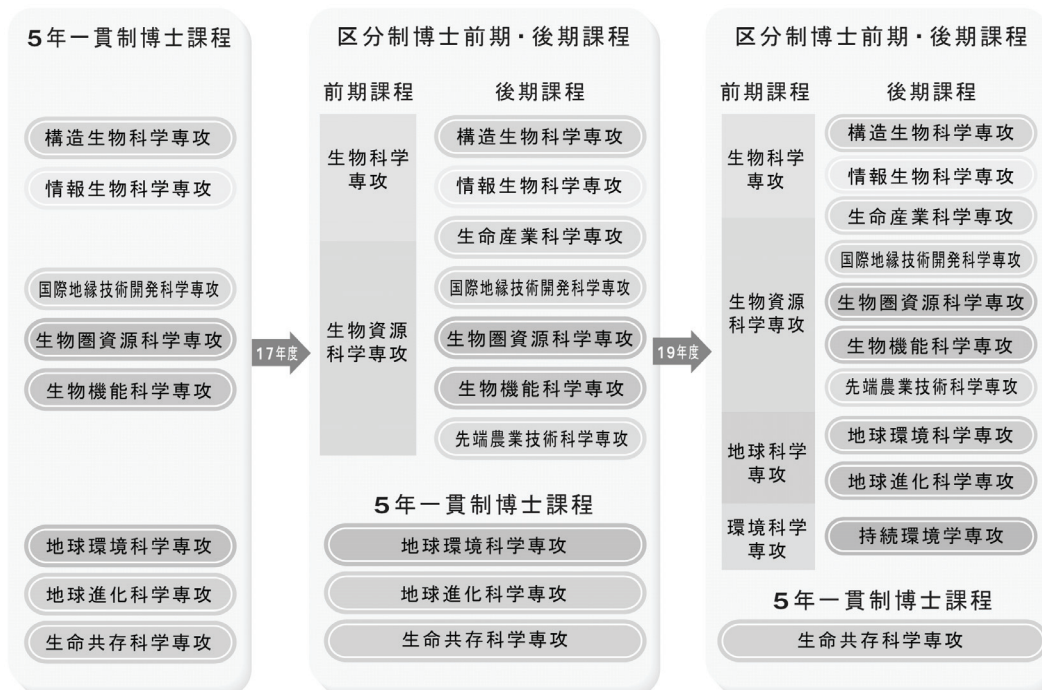 5年一貫制博士課程
構造生物科学専攻
情報生物科学専攻
国際地縁技術開発科学専攻
生物圏資源科学専攻
生物機能科学専攻
地球環境科学専攻
地球進化科学専攻
生命共存科学専攻
17年度
区分制博士前期・後期課程
前期課程
後期課程
生物科学
専攻
生物資源
科学専攻
構造生物科学専攻
情報生物科学専攻
生命産業科学専攻
国際地縁技術開発科学専攻
生物圏資源科学専攻
生物機能科学専攻
先端農業技術科学専攻
5年一貫制博士課程
地球環境科学専攻
地球進化科学専攻
生命共存科学専攻
19年度
区分制博士前期・後期課程
前期課程
後期課程
生物科学
専攻
生物資源
科学専攻
地球科学
専攻
環境科学
専攻
構造生物科学専攻
情報生物科学専攻
生命産業科学専攻
国際地縁技術開発科学専攻
生物圏資源科学専攻
生物機能科学専攻
先端農業技術科学専攻
地球環境科学専攻
地球進化科学専攻
持続環境学専攻
5年一貫制博士課程
生命共存科学専攻